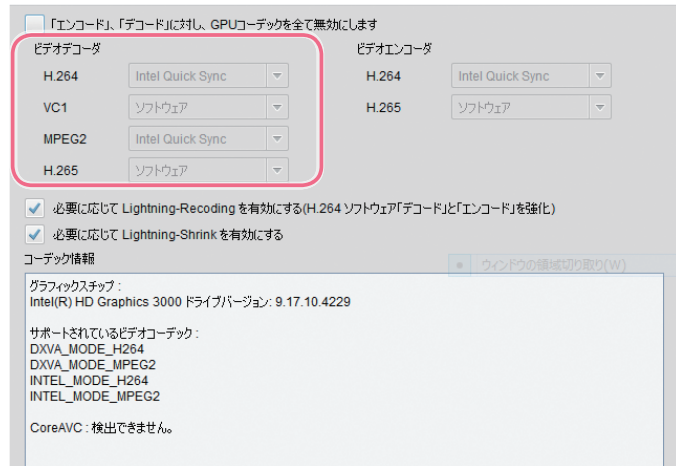 「エンコード」、「デコード」に対し、GPUコーデックを全て無効にします
ビデオデコーダ ビデオエンコーダ
H.264 Intel Quick Sync H.264 Intel Quick Sync
VC1 ソフトウェア H.265 ソフトウェア
MPEG2 Intel Quick Sync
H.265 ソフトウェア
必要に応じて Lightning-Recoding を有効にする(H.264 ソフトウェア「デコード」と「エンコード」を強化)
必要に応じて Lightning-Shrink を有効にする
コーデック情報
ウィンドウの領域切り取り(W)
グラフィックスチップ :
Intel(R) HD Graphics 3000 ドライブバージョン: 9.17.10.4229
サポートされているビデオコーデック :
DXVA_MODE_H264
DXVA_MODE_MPEG2
INTEL_MODE_H264
INTEL_MODE_MPEG2
CoreAVC : 検出できません。